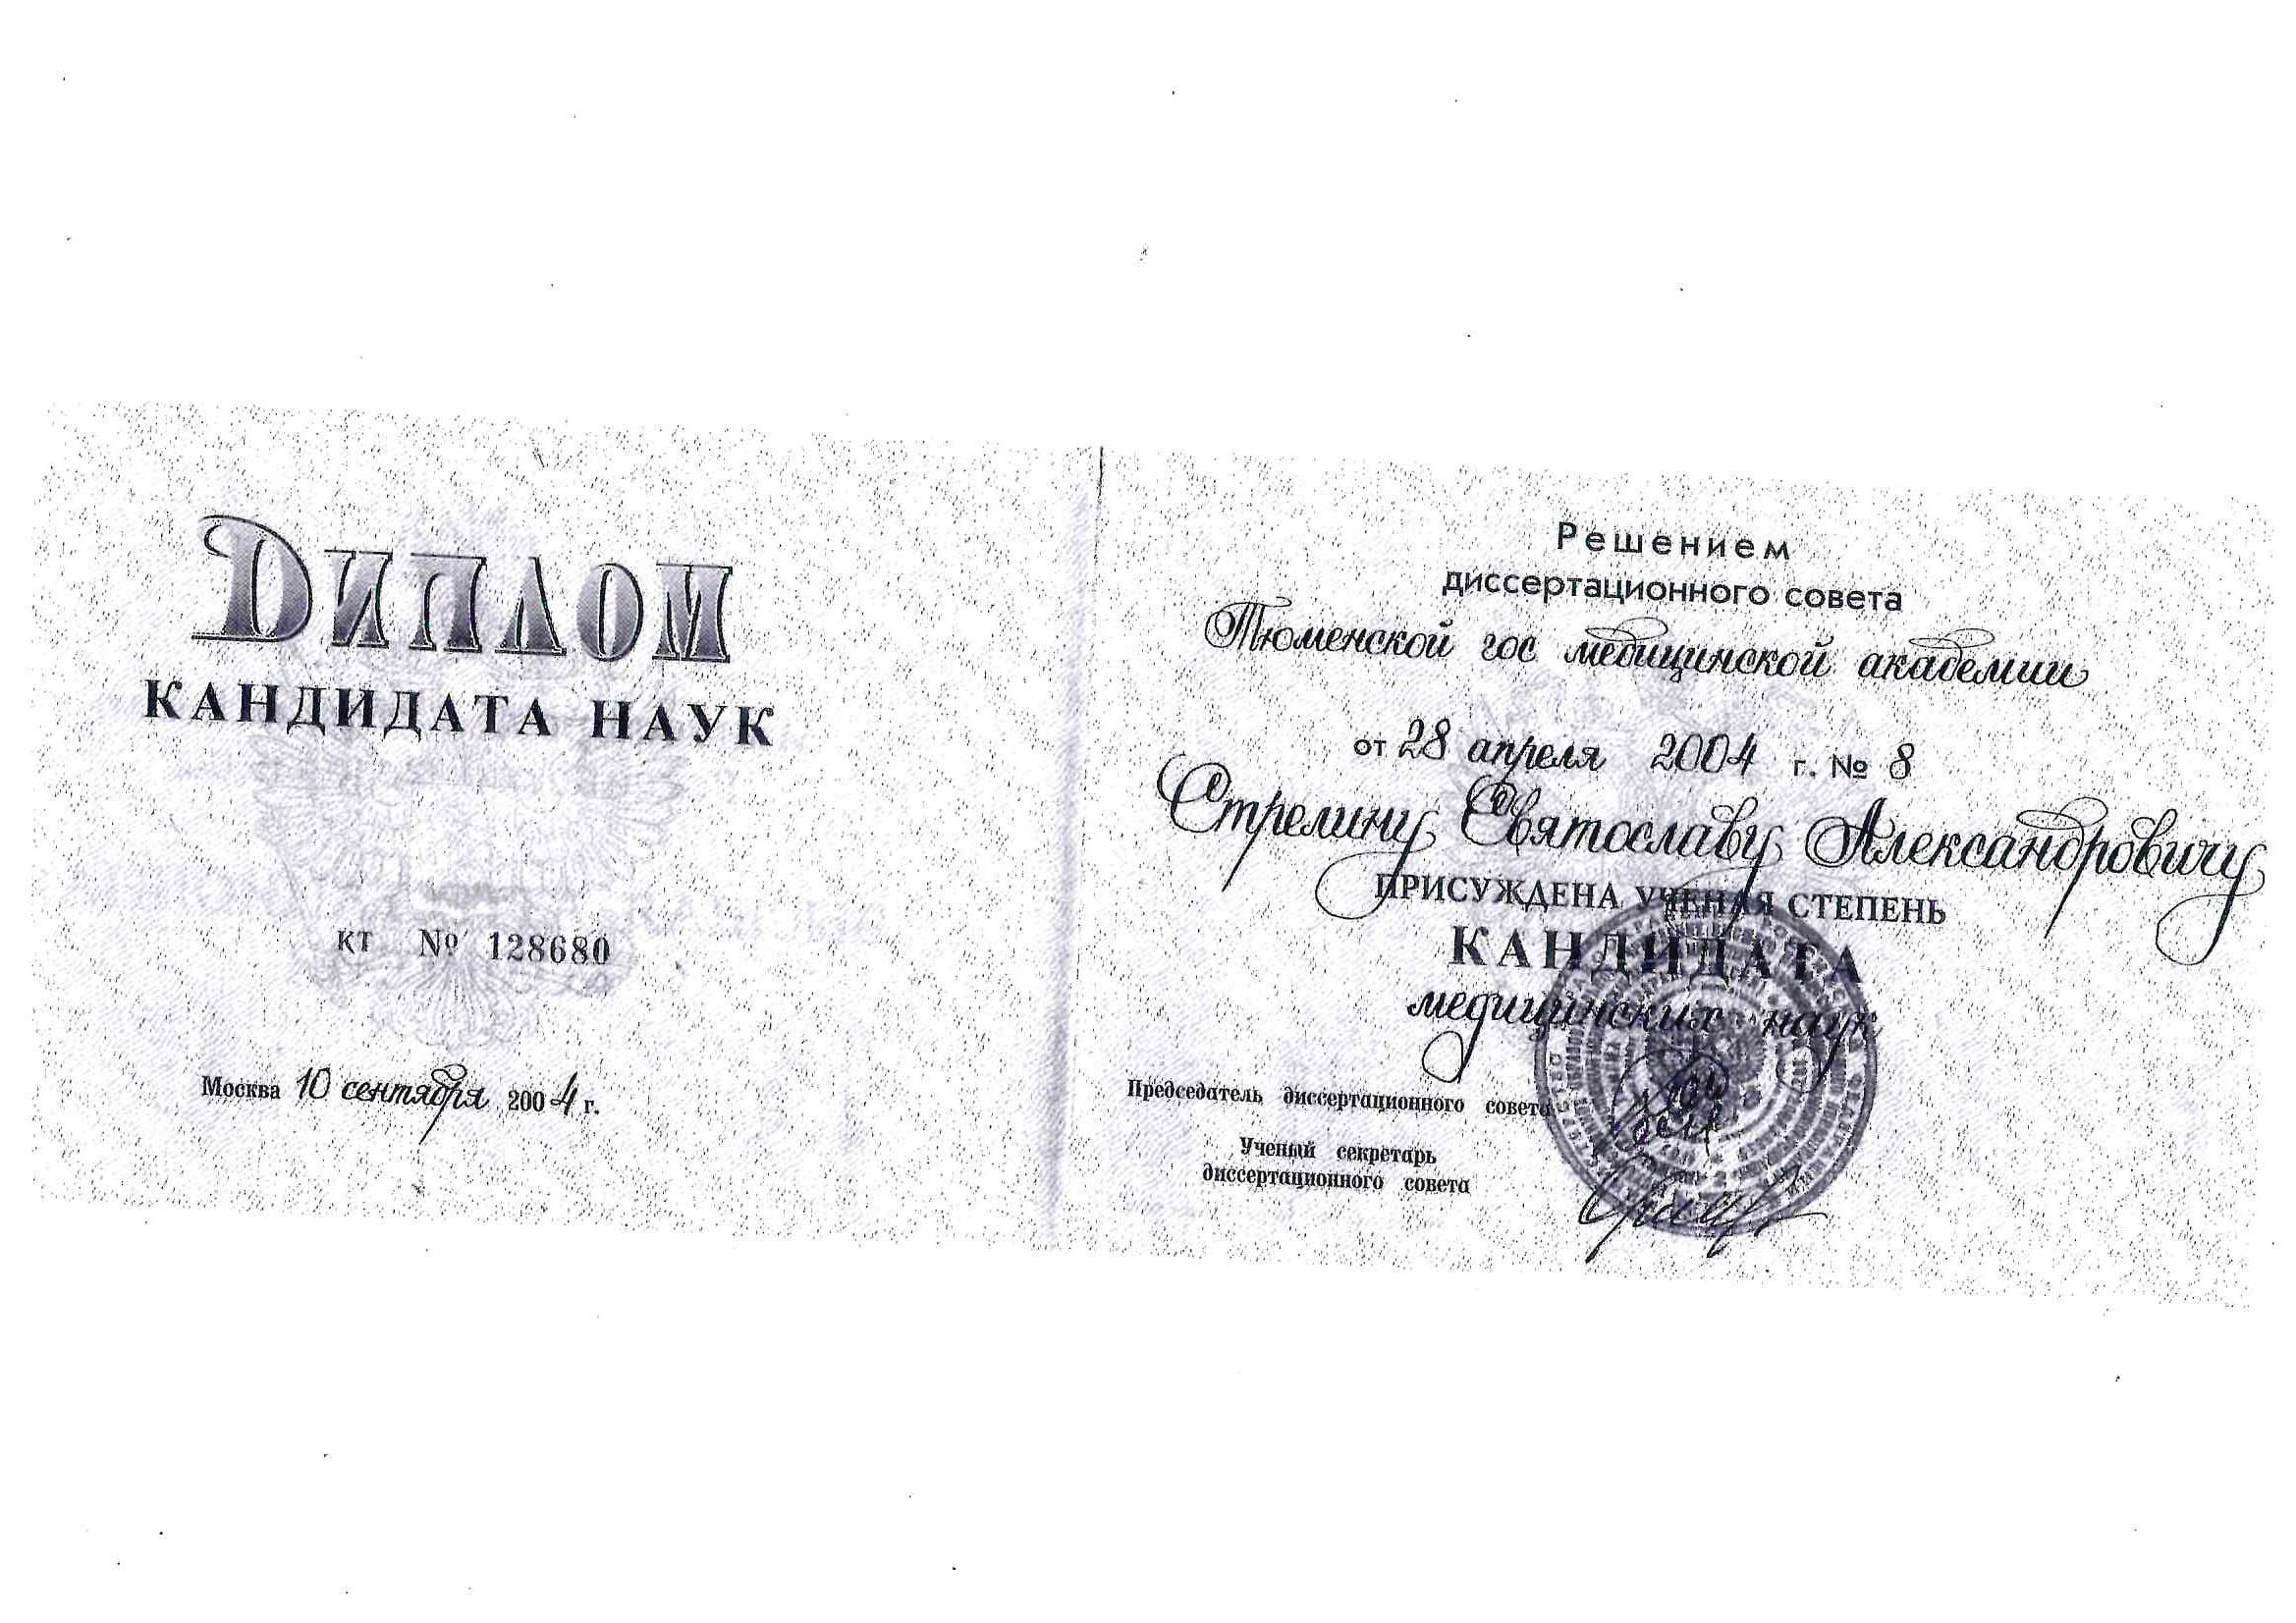 Диплом
КАНДИДАТА НАУК
КТ № 128680
Москва 10 сентября 2004 г.
Решением
диссертационного совета
Тюменской гос медицинской академии
от 28 апреля 2004 г. № 8
Стрелину Святославу Александровичу
ПРИСУЖДЕНА УЧЕНАЯ СТЕПЕНЬ
КАНДИДАТА
медицинских наук
Председатель диссертационного совета
Ученый секретарь
диссертационного совета